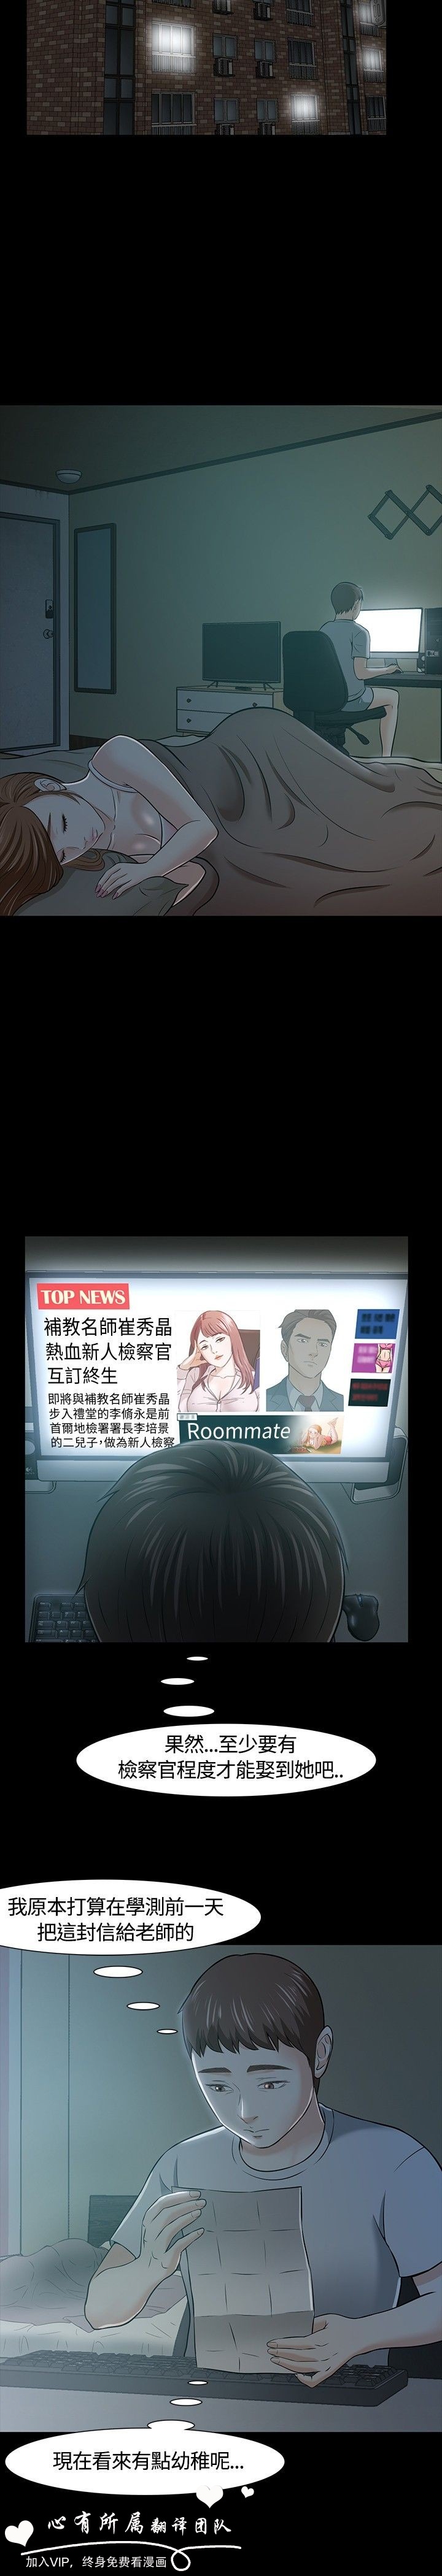 TOP NEWS
補教名師崔秀晶
熱血新人檢察官
互訂終生
即將與補教名師崔秀晶
步入禮堂的李脩永是前
首爾地檢署署長李培景
的二兒子，做為新人檢察
Roommate
果然...至少要有
檢察官程度才能娶到她吧..
我原本打算在學測前一天
把這封信給老師的
現在看來有點幼稚呢...
心有所属翻译团队
加入VIP，终身免费看漫画